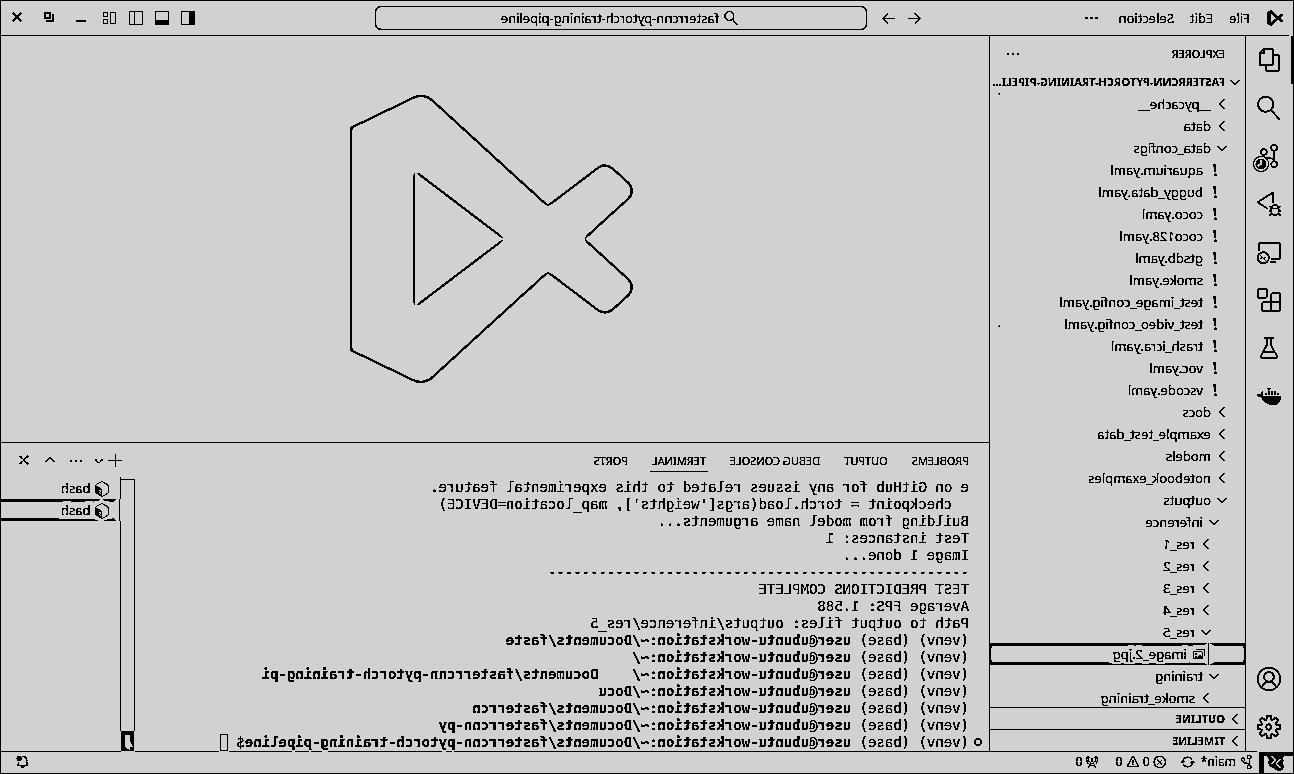 File Edit Selection ...
fasterrcnn-pytorch-training-pipeline
EXPLORER
FASTERRCNN-PYTORCH-TRAINING-PIPELI...
__pycache__
data
data_configs
! aquarium.yaml
! buggy_data.yaml
! coco.yaml
! coco128.yaml
! gtsdb.yaml
! smoke.yaml
! test_image_config.yaml
! test_video_config.yaml
! trash_icra.yaml
! voc.yaml
! vscode.yaml
docs
example_test_data
models
notebook_examples
outputs
inference
res_1
res_2
res_3
res_4
res_5
image_2.jpg
training
smoke_training
OUTLINE
TIMELINE
PROBLEMS OUTPUT DEBUG CONSOLE TERMINAL PORTS
e on GitHub for any issues related to this experimental feature.
checkpoint = torch.load(args['weights'], map_location=DEVICE)
Building from model name arguments...
Test instances: 1
Image 1 done...
--------------------------------------------------
TEST PREDICTIONS COMPLETE
Average FPS: 1.588
Path to output files: outputs/inference/res_5
(venv) (base) user@ubuntu-workstation:~/Documents/faste
(venv) (base) user@ubuntu-workstation:~/
(venv) (base) user@ubuntu-workstation:~/ Documents/fasterrcnn-pytorch-training-pi
(venv) (base) user@ubuntu-workstation:~/Docu
(venv) (base) user@ubuntu-workstation:~/Documents/fasterrcn
(venv) (base) user@ubuntu-workstation:~/Documents/fasterrcnn-py
(venv) (base) user@ubuntu-workstation:~/Documents/fasterrcnn-pytorch-training-pipeline$
bash
bash
main* 0 0 0